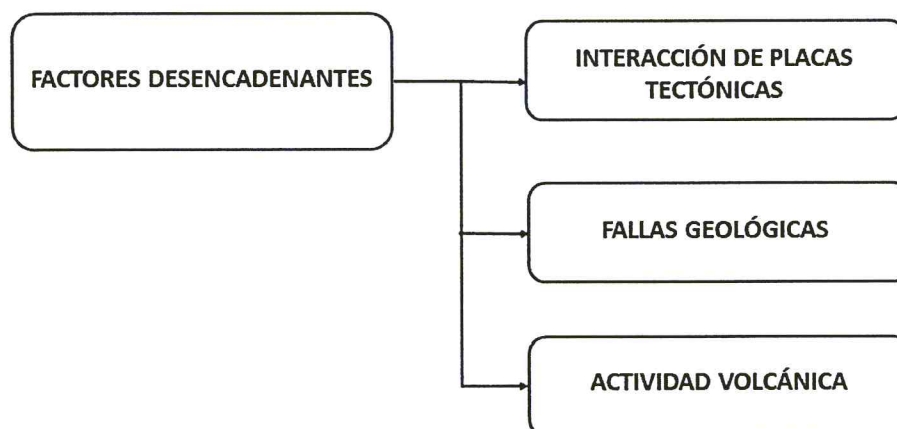 FACTORES DESENCADENANTES
INTERACCIÓN DE PLACAS
TECTÓNICAS
FALLAS GEOLÓGICAS
ACTIVIDAD VOLCÁNICA